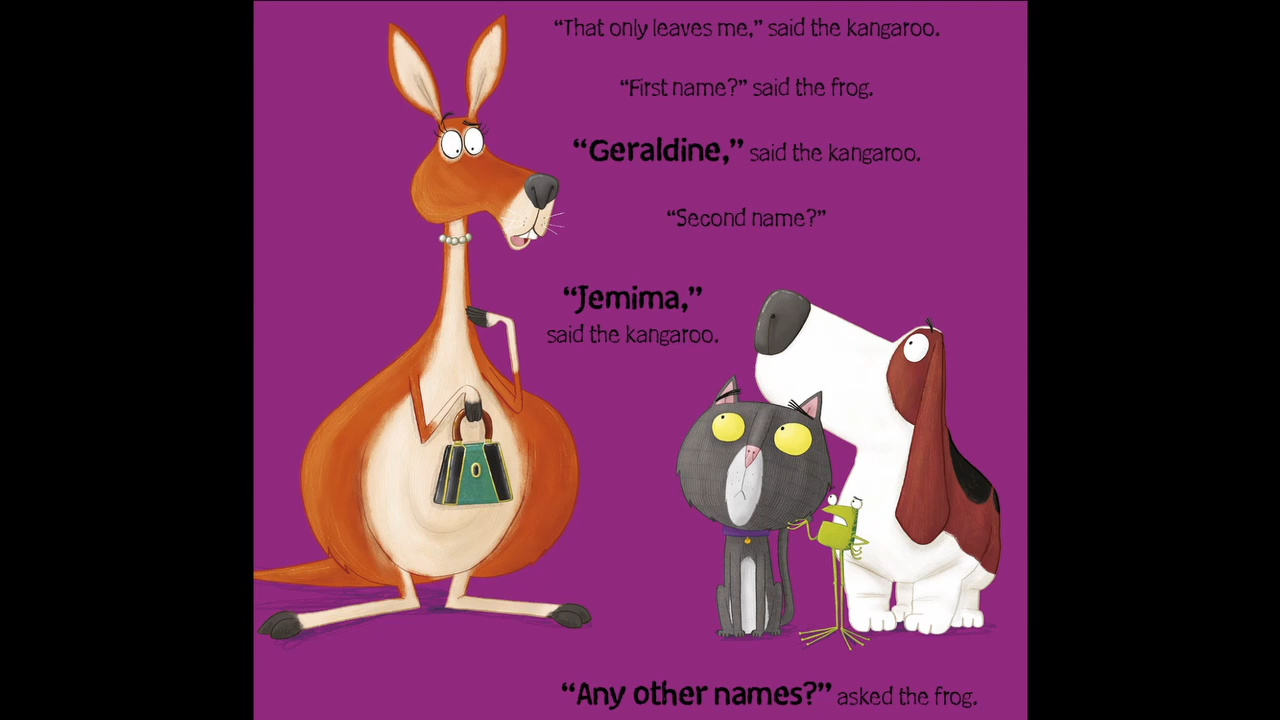 “That only leaves me,” said the kangaroo.
“First name?” said the frog.
“Geraldine,” said the kangaroo.
“Second name?”
“Jemima,”
said the kangaroo.
“Any other names?” asked the frog.